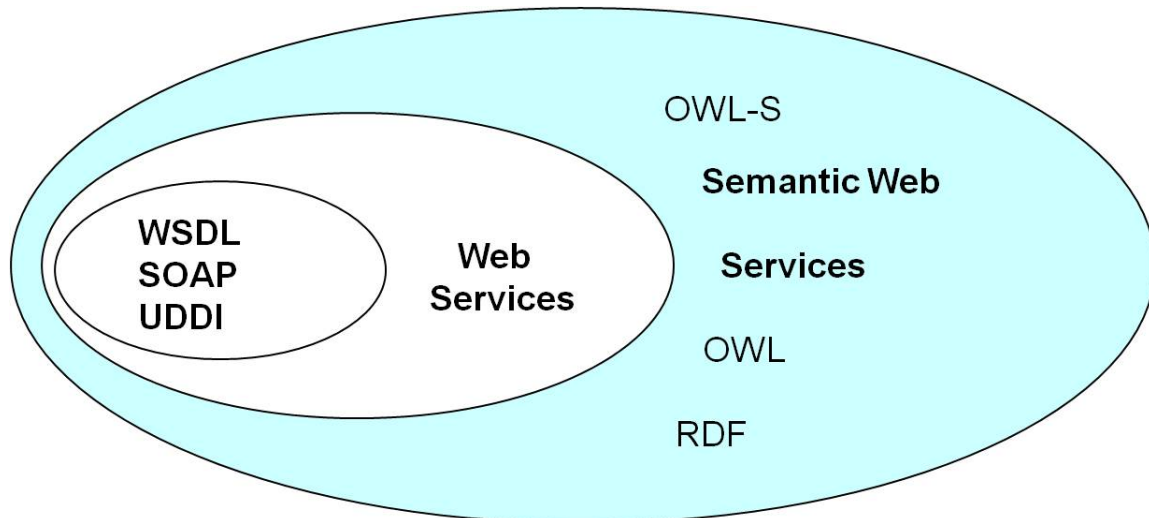 OWL-S
Semantic Web
Services
OWL
RDF
Web
Services
WSDL
SOAP
UDDI